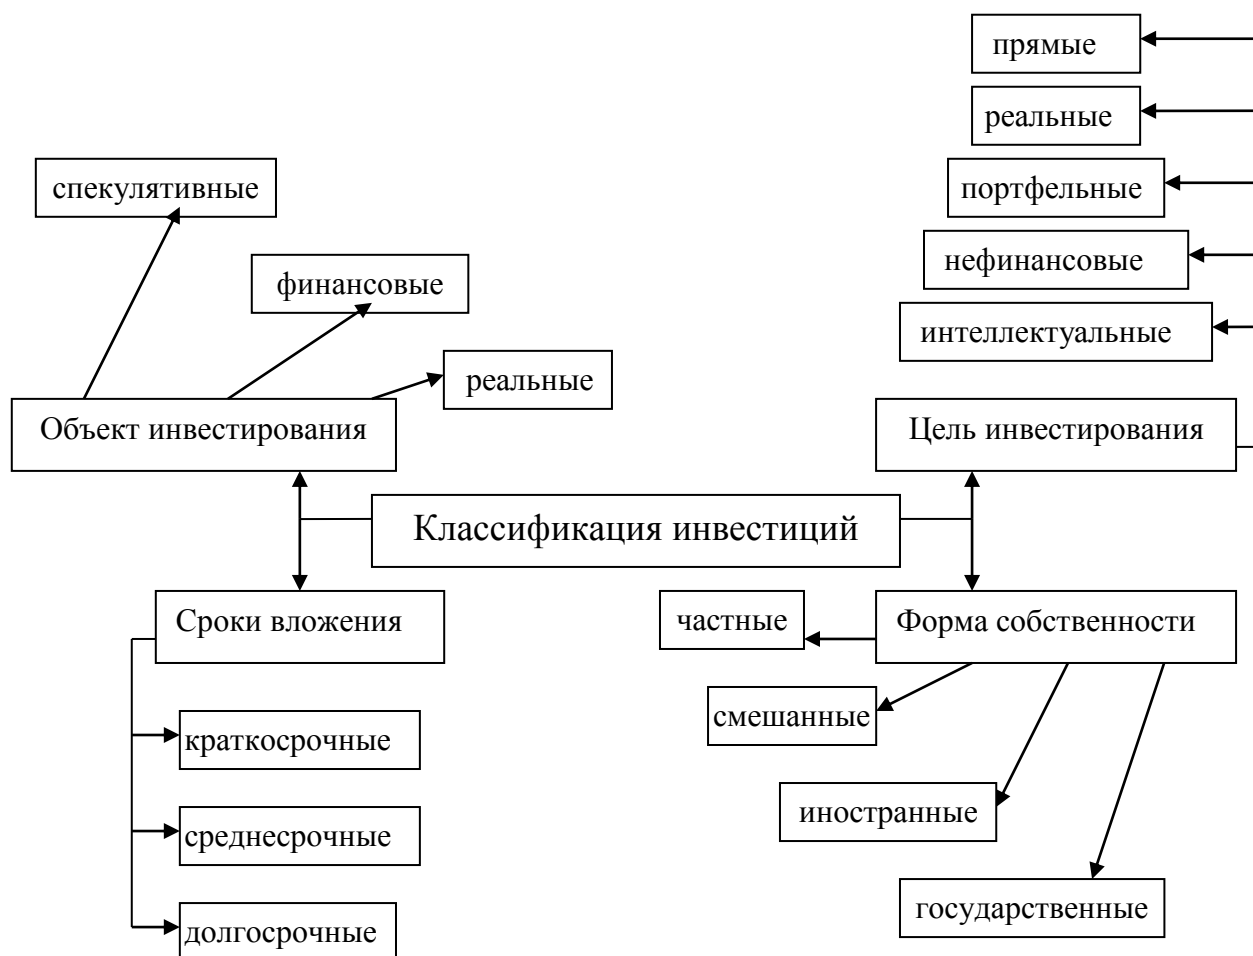 прямые
реальные
портфельные
нефинансовые
интеллектуальные
спекулятивные
финансовые
реальные
Объект инвестирования
Цель инвестирования
Классификация инвестиций
Сроки вложения
краткосрочные
среднесрочные
долгосрочные
Форма собственности
частные
смешанные
иностранные
государственные